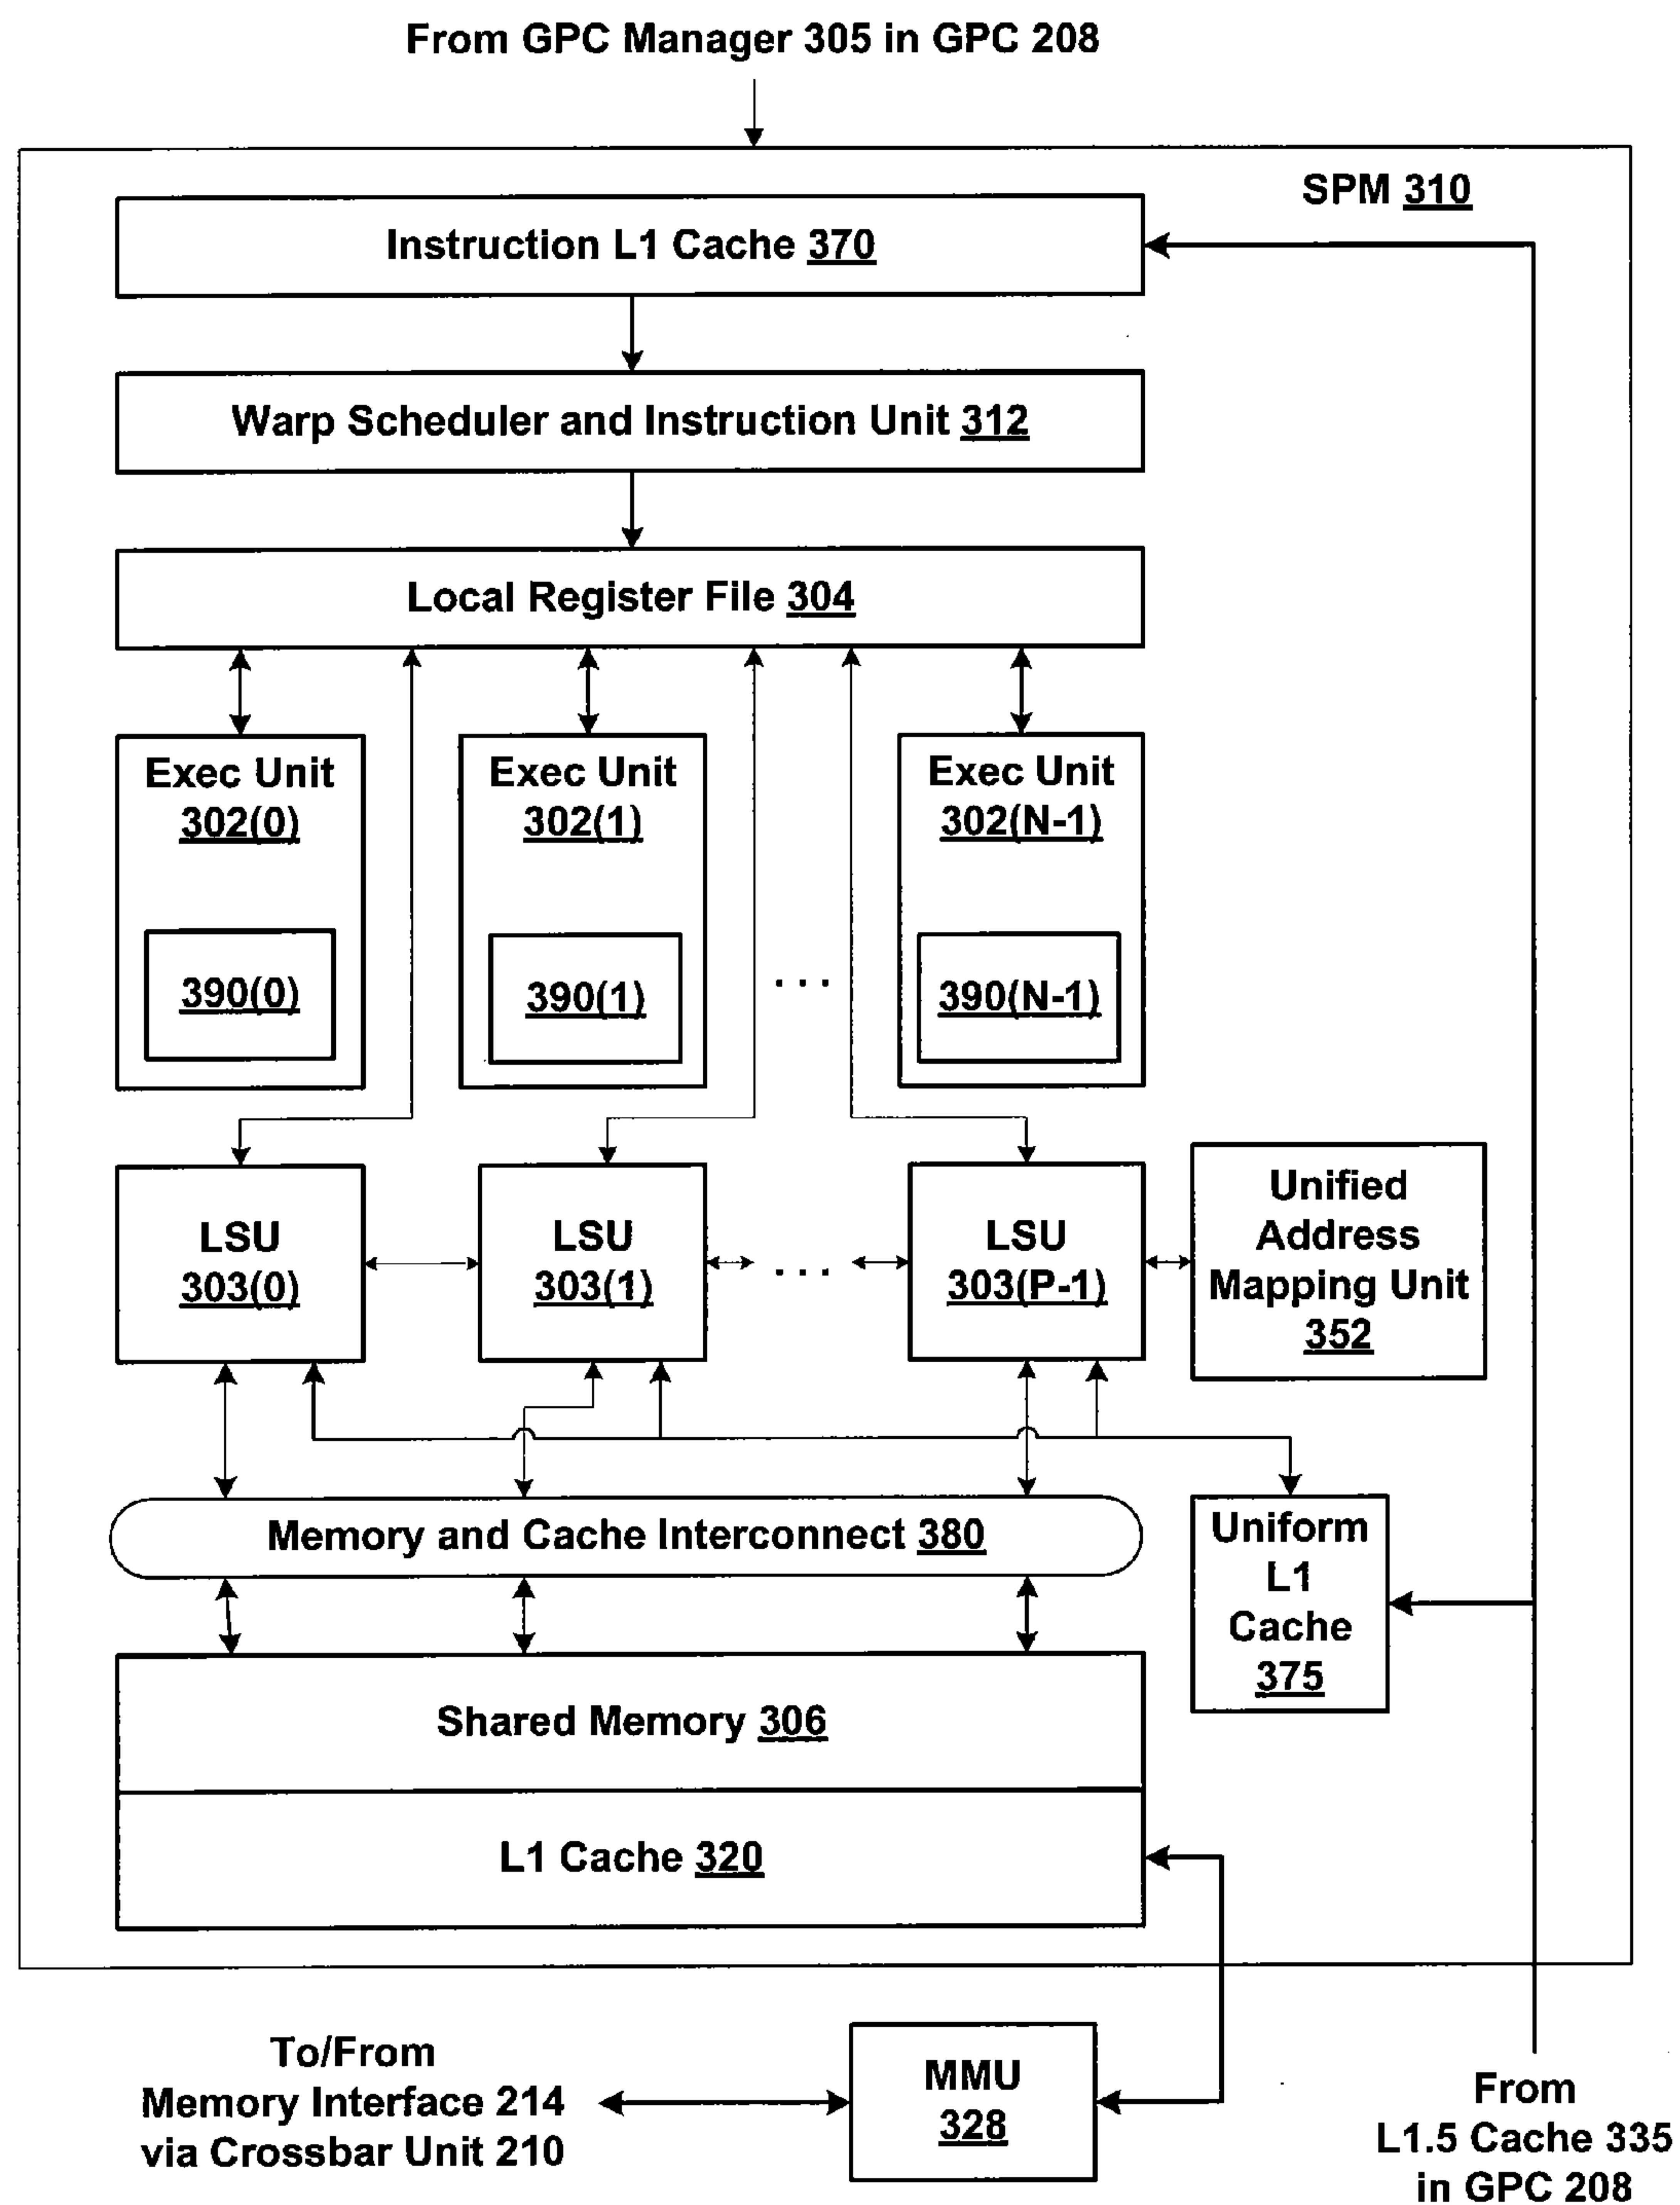 From GPC Manager 305 in GPC 208
SPM 310
Instruction L1 Cache 370
Warp Scheduler and Instruction Unit 312
Local Register File 304
Exec Unit
302(0)
390(0)
Exec Unit
302(1)
390(1)
. . .
Exec Unit
302(N-1)
390(N-1)
LSU
303(0)
LSU
303(1)
. . .
LSU
303(P-1)
Unified
Address
Mapping Unit
352
Memory and Cache Interconnect 380
Uniform
L1
Cache
375
Shared Memory 306
L1 Cache 320
To/From
Memory Interface 214
via Crossbar Unit 210
MMU
328
From
L1.5 Cache 335
in GPC 208